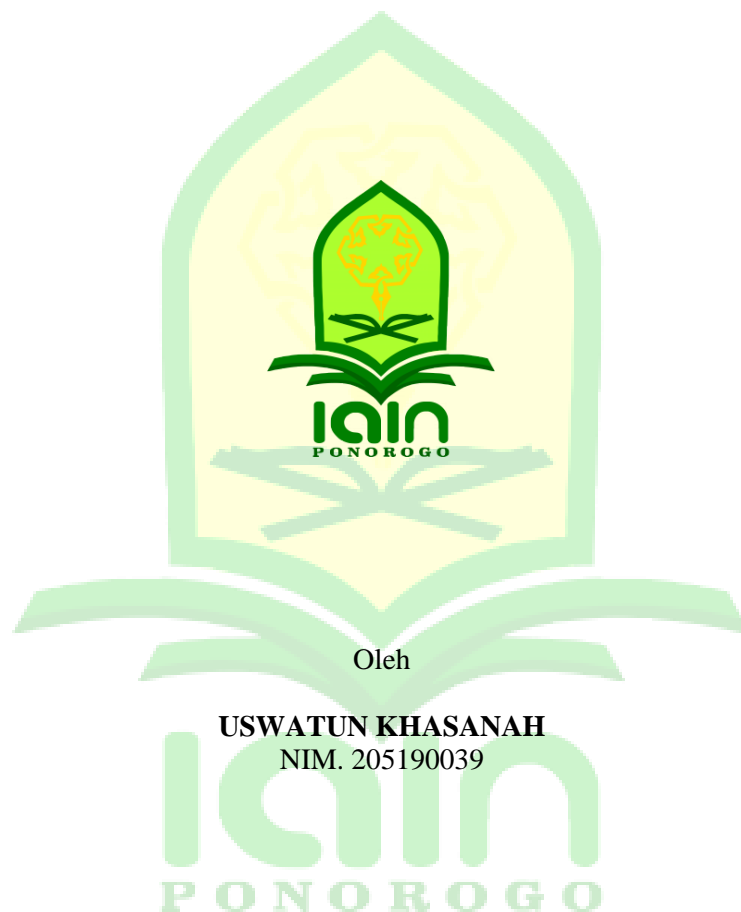 IAIN
PONOROGO
Oleh
USWATUN KHASANAH
NIM. 205190039
IAIN
PONOROGO